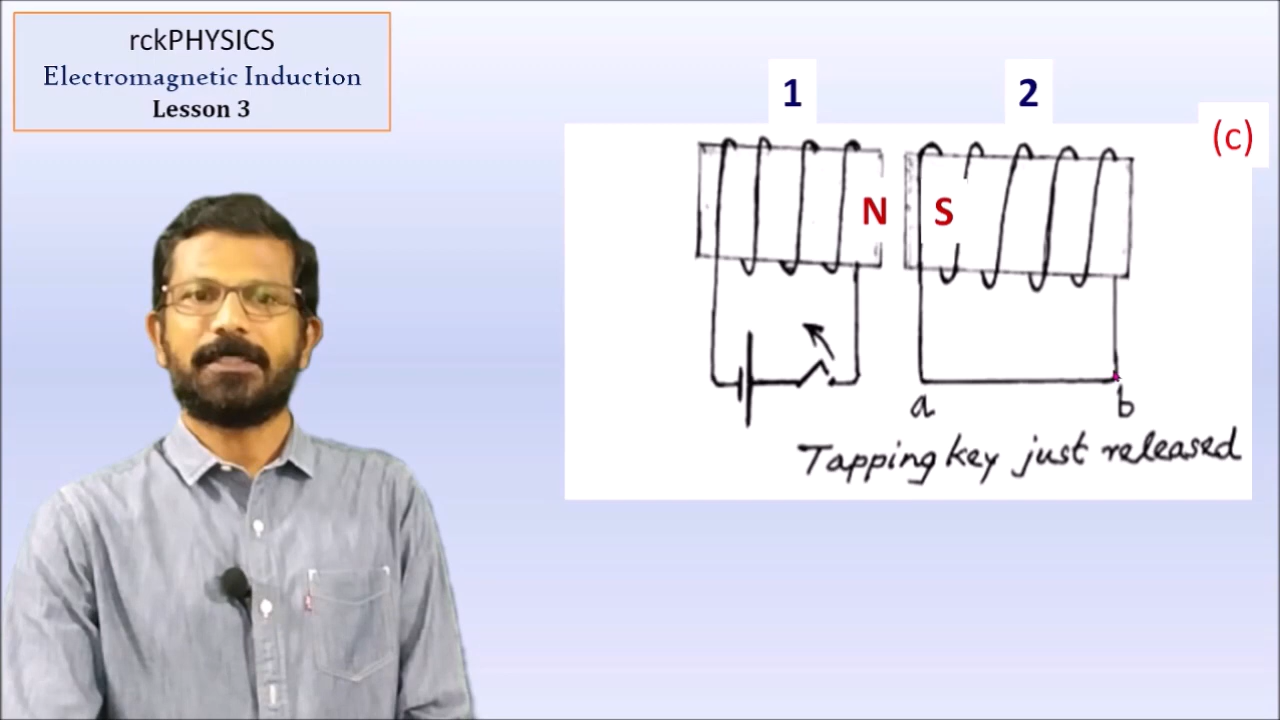 rckPHYSICS
Electromagnetic Induction
Lesson 3
1
2
(c)
N
S
a
b
Tapping key just released